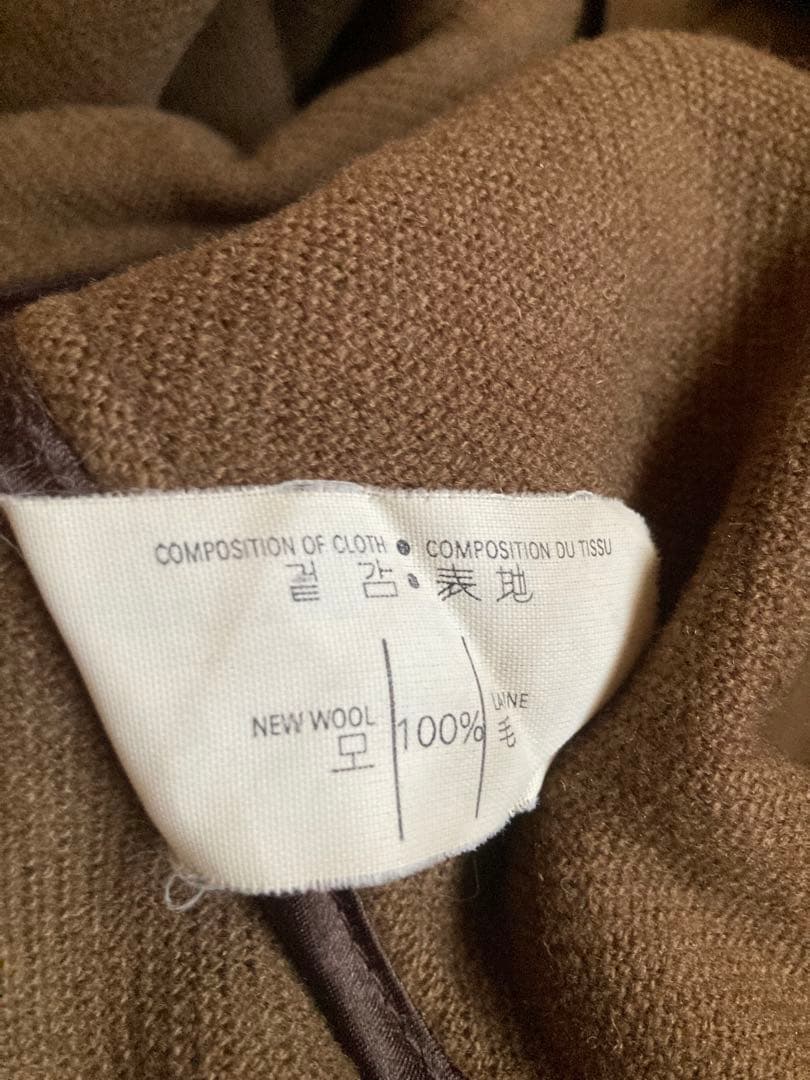 COMPOSITION OF CLOTH • COMPOSITION DU TISSU
겉 감 • 表 地
NEW WOOL 100% LAINE
모 毛